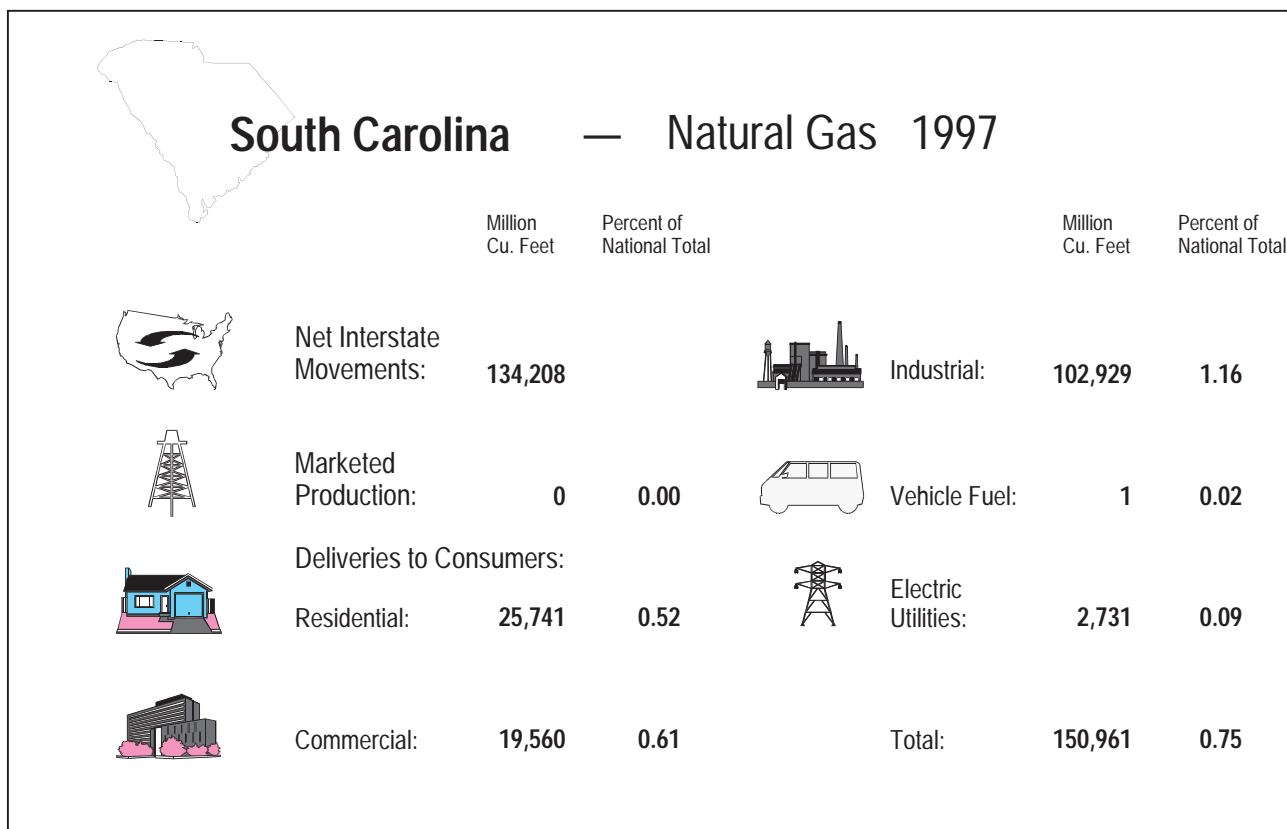 South Carolina — Natural Gas 1997
Million Cu. Feet
Percent of National Total
Million Cu. Feet
Percent of National Total
Net Interstate
Movements: 134,208
Industrial: 102,929 1.16
Marketed
Production: 0 0.00
Vehicle Fuel: 1 0.02
Deliveries to Consumers:
Residential: 25,741 0.52
Electric
Utilities: 2,731 0.09
Commercial: 19,560 0.61
Total: 150,961 0.75